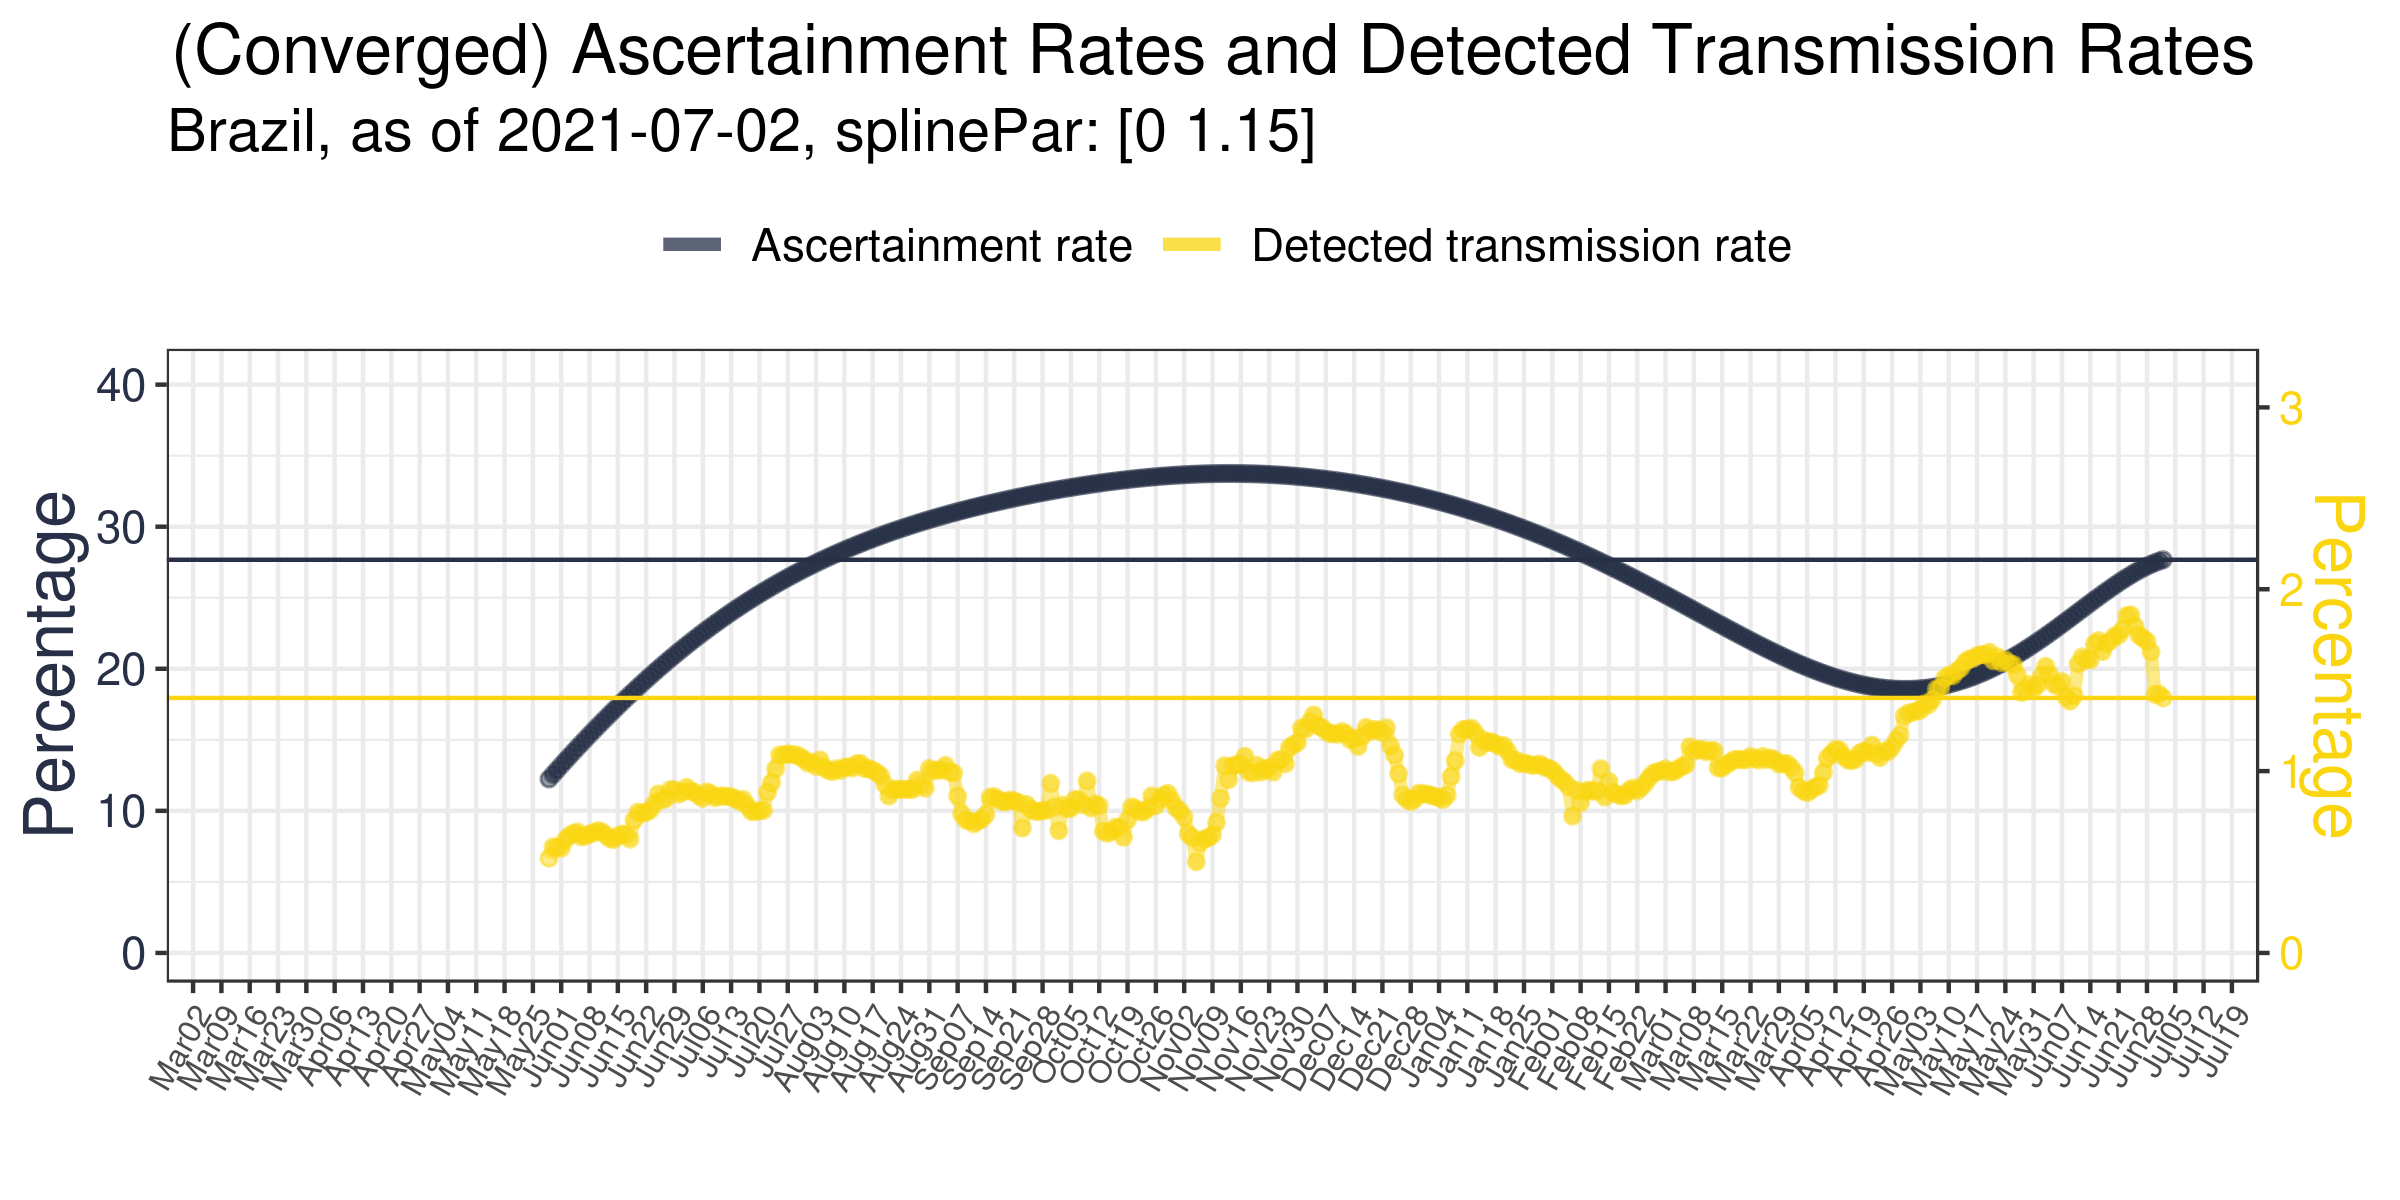 (Converged) Ascertainment Rates and Detected Transmission Rates
Brazil, as of 2021-07-02, splinePar: [0 1.15]
Ascertainment rate Detected transmission rate
Percentage
40
30
20
10
0
3
2
1
0
Percentage
Mar02 Mar09 Mar16 Mar23 Mar30 Apr06 Apr13 Apr20 Apr27 May04 May11 May18 May25 Jun01 Jun08 Jun15 Jun22 Jun29 Jul06 Jul13 Jul20 Jul27 Aug03 Aug10 Aug17 Aug24 Aug31 Sep07 Sep14 Sep21 Sep28 Oct05 Oct12 Oct19 Oct26 Nov02 Nov09 Nov16 Nov23 Nov30 Dec07 Dec14 Dec21 Dec28 Jan04 Jan11 Jan18 Jan25 Feb01 Feb08 Feb15 Feb22 Mar01 Mar08 Mar15 Mar22 Mar29 Apr05 Apr12 Apr19 Apr26 May03 May10 May17 May24 May31 Jun07 Jun14 Jun21 Jun28 Jul05 Jul12 Jul19